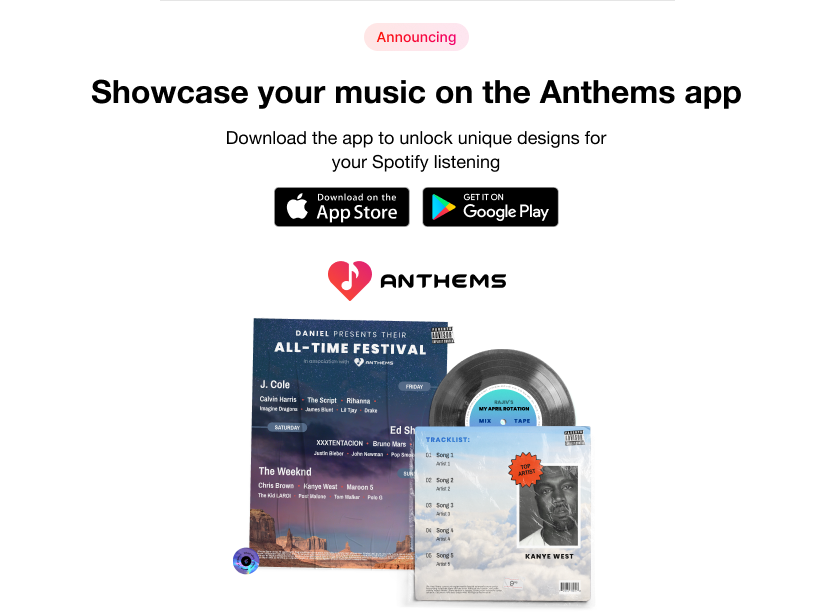 Announcing
Showcase your music on the Anthems app
Download the app to unlock unique designs for
your Spotify listening
Download on the
App Store
GET IT ON
Google Play
ANTHEMS
DANIEL PRESENTS THEIR
ALL-TIME FESTIVAL
In association with ANTHEMS
J. Cole
FRIDAY
Calvin Harris · The Script · Rihanna
Imagine Dragons · James Blunt · Lil Tjay · Drake
SATURDAY
Ed Sh
XXXTENTACION · Bruno Mars
Justin Bieber · John Newman · Pop Smo
The Weeknd
SUN
Chris Brown · Kanye West · Maroon 5
The Kid LAROI · Post Malone · Tom Walker · Polo G
RAJIV'S
MY APRIL ROTATION
MIX TAPE
TRACKLIST:
01 Song 1
Artist 1
02 Song 2
Artist 2
03 Song 3
Artist 3
04 Song 4
Artist 4
05 Song 5
Artist 5
TOP
ARTIST
KANYE WEST